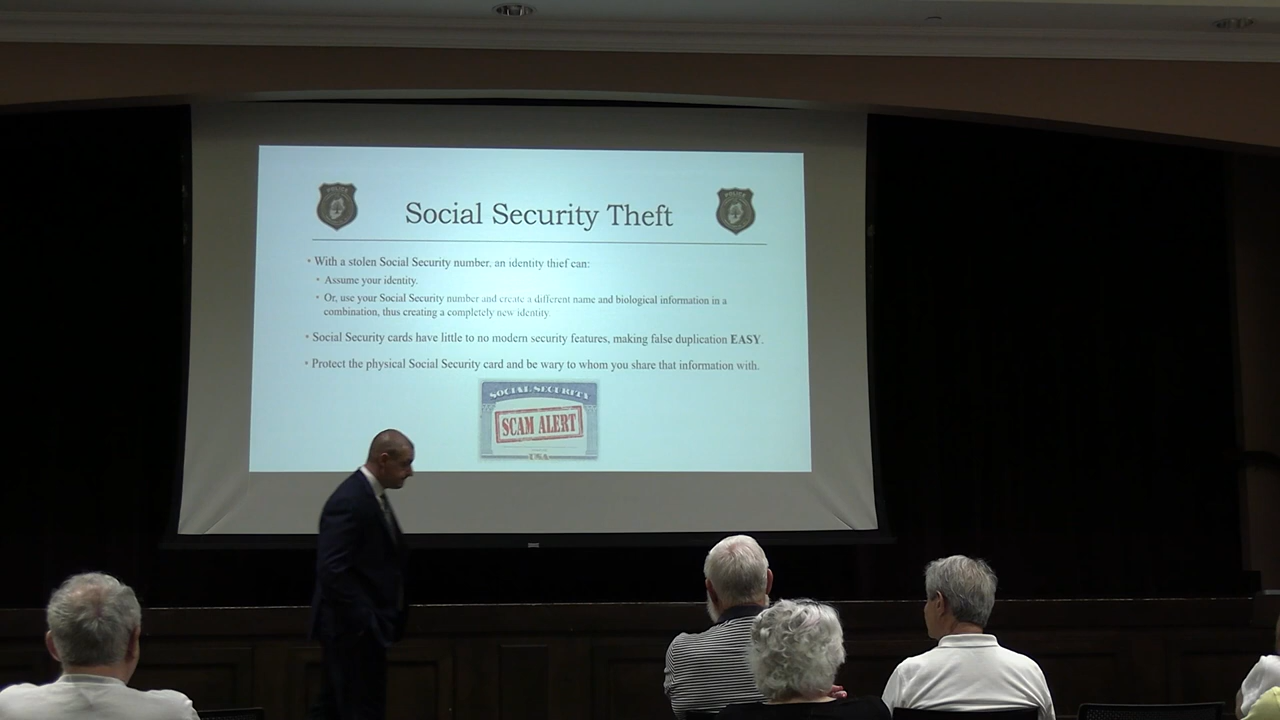 POLICE
POLICE
Social Security Theft
• With a stolen Social Security number, an identity thief can:
• Assume your identity.
• Or, use your Social Security number and create a different name and biological information in a
combination, thus creating a completely new identity.
• Social Security cards have little to no modern security features, making false duplication EASY.
• Protect the physical Social Security card and be wary to whom you share that information with.
SOCIAL SECURITY
SCAM ALERT
USA